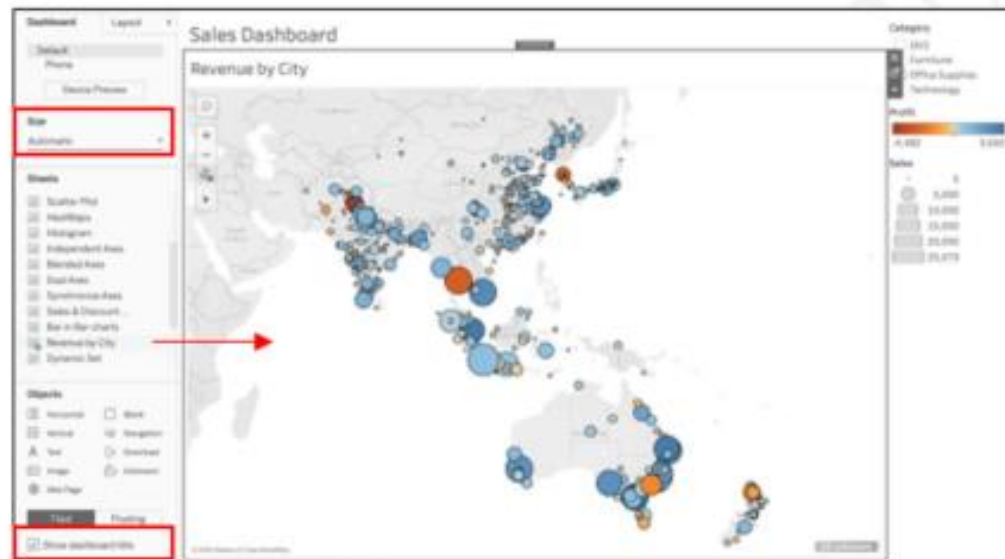 Dashboard Layout
Default
Phone
Device Preview
Size
Automatic
Sheets
Scatter Plot
HeatMaps
Histogram
Independent Axes
Blended Axes
Dual Axes
Synchronize Axes
Sales & Discount ...
Bar in Bar charts
Revenue by City
Dynamic Set
Objects
Horizontal Blank
Vertical Navigation
Text Download
Image Extension
Web Page
Tiled Floating
Show dashboard title
Sales Dashboard
Revenue by City
Category
(All)
Furniture
Office Supplies
Technology
Profit
Sales
5,000
10,000
15,000
20,000